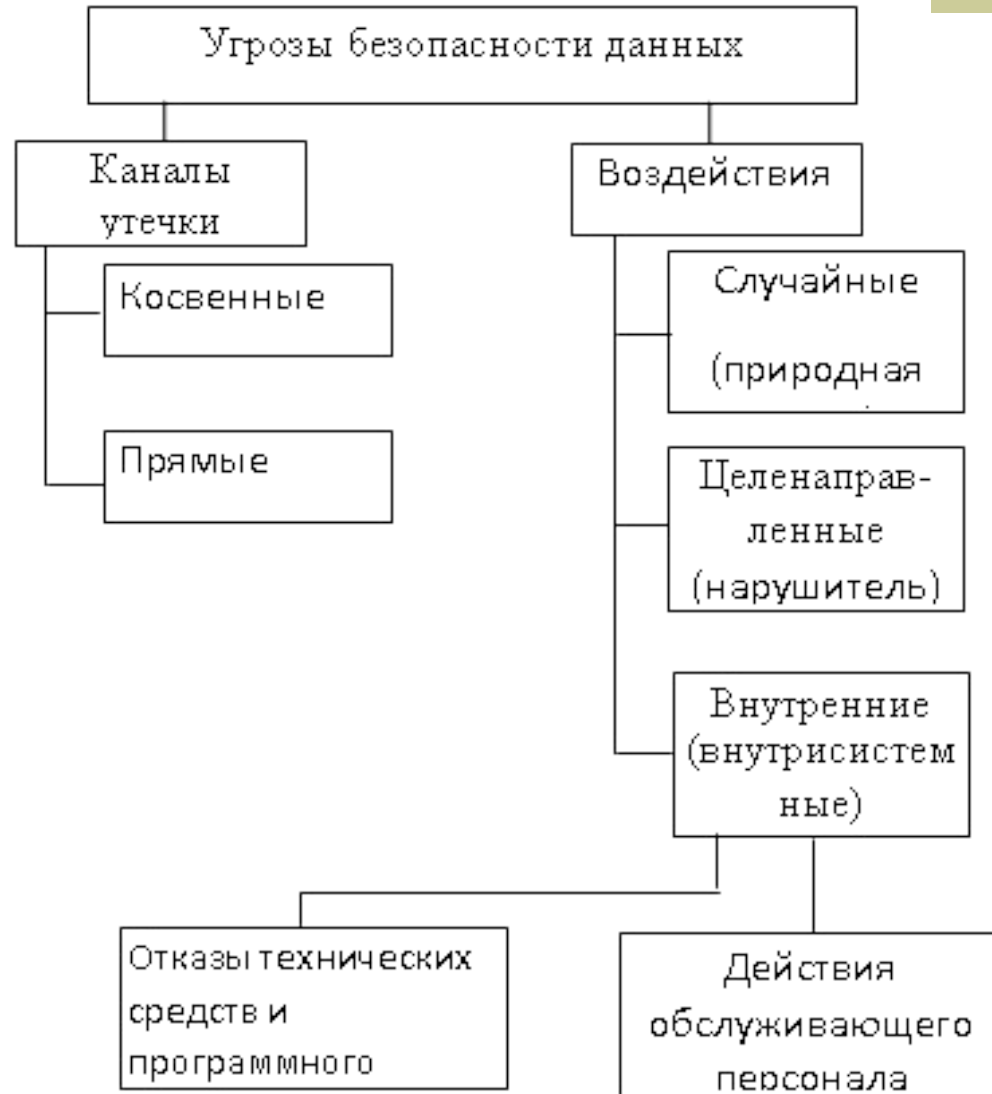 Угрозы безопасности данных
Каналы
утечки
Косвенные
Прямые
Воздействия
Случайные
(природная
Целенаправ-
ленные
(нарушитель)
Внутренние
(внутрисистем
ные)
Отказы технических
средств и
программного
Действия
обслуживающего
персонала